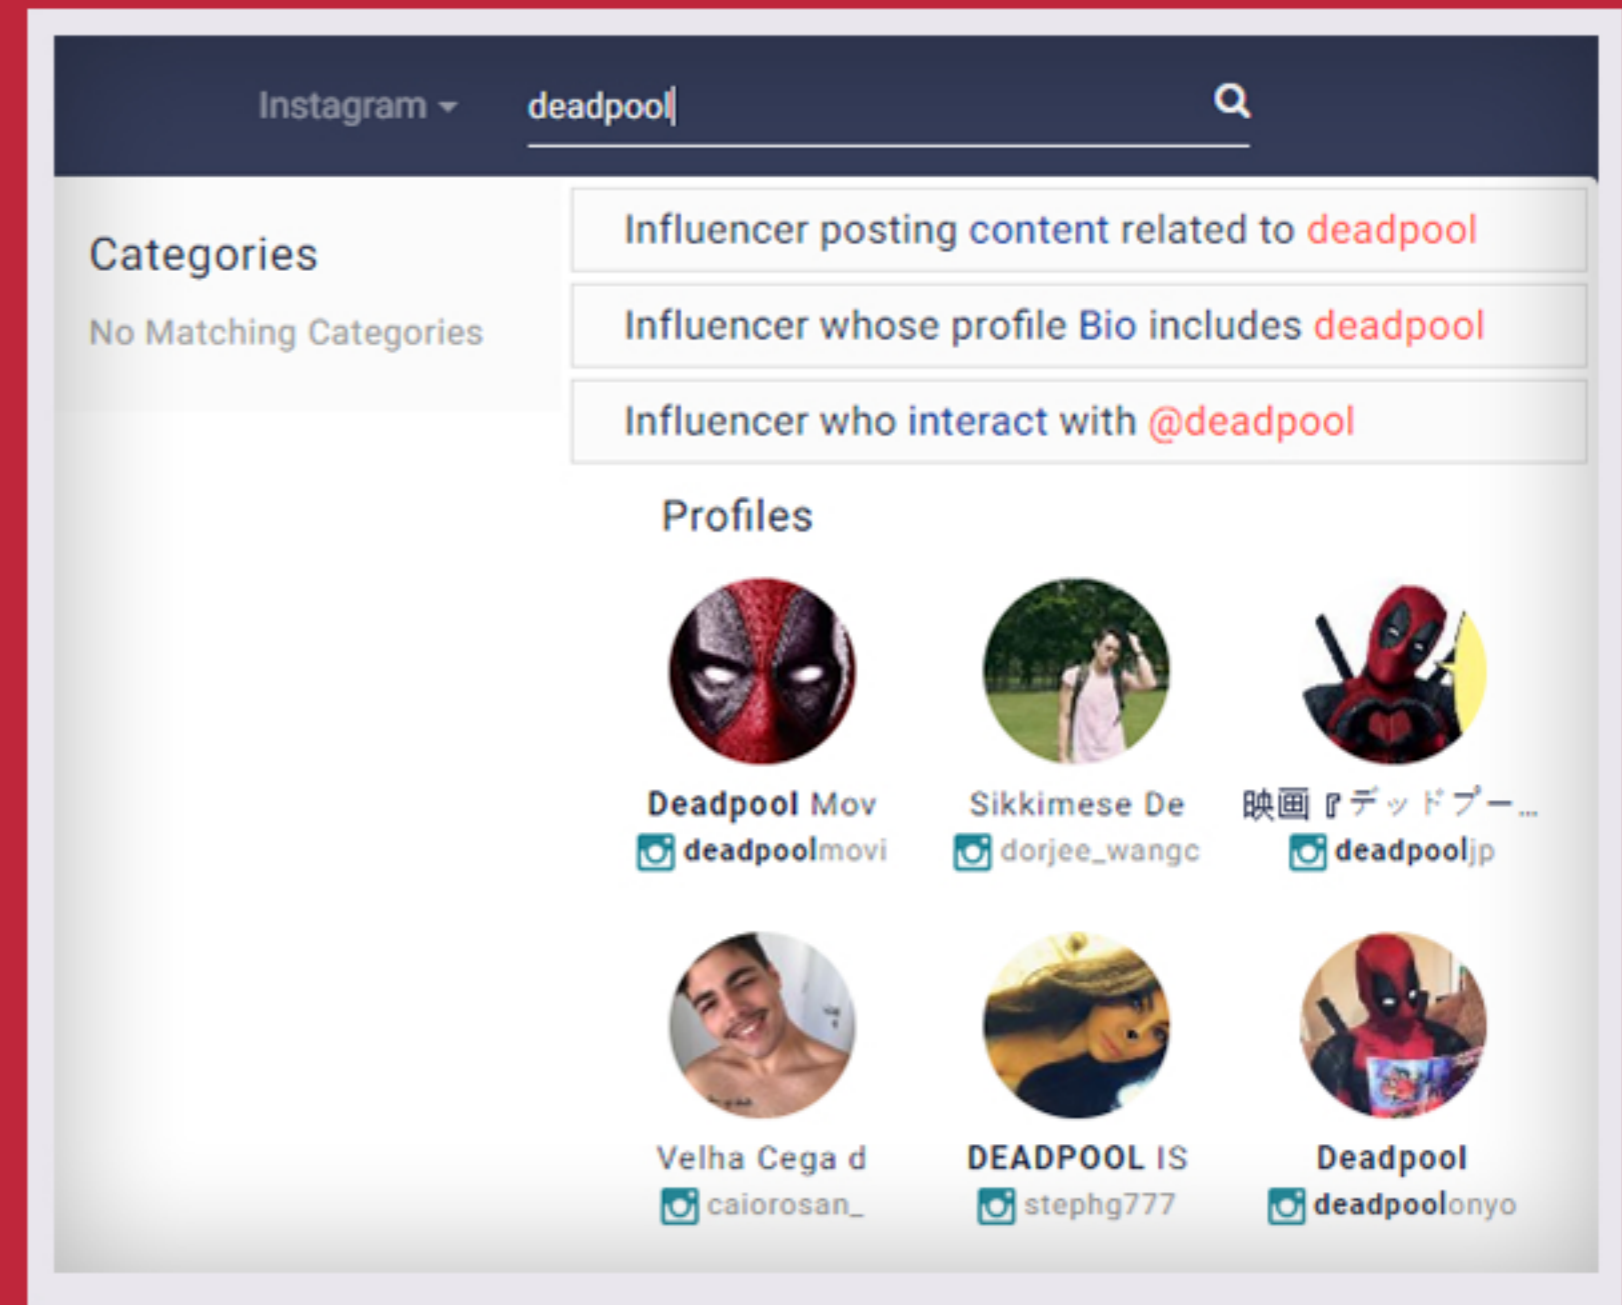 Instagram
deadpool
Categories
No Matching Categories
Influencer posting content related to deadpool
Influencer whose profile Bio includes deadpool
Influencer who interact with @deadpool
Profiles
Deadpool Mov
deadpoolmovi
Sikkimese De
dorjee_wangc
映画『デッドプー…
deadpooljp
Velha Cega d
caiorosan_
DEADPOOL IS
stephg777
Deadpool
deadpoolonyo